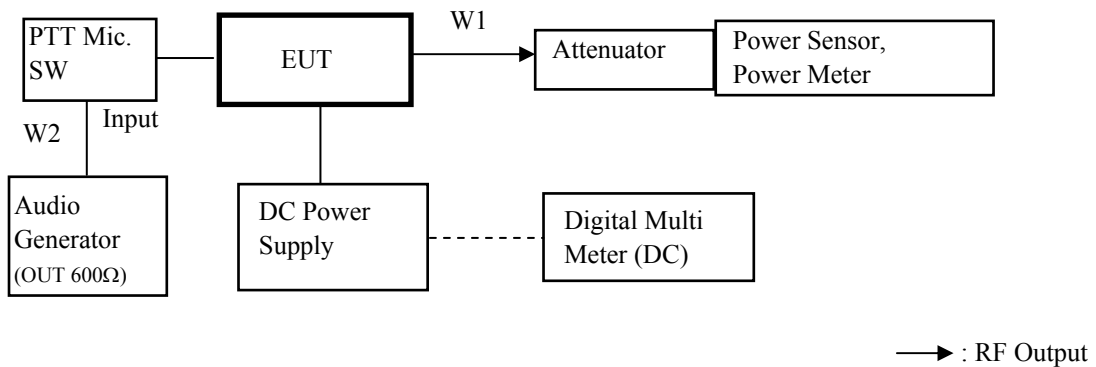 W1
PTT Mic.
SW
EUT
Attenuator
Power Sensor,
Power Meter
W2
Input
Audio
Generator
(OUT 600Ω)
DC Power
Supply
Digital Multi
Meter (DC)
: RF Output